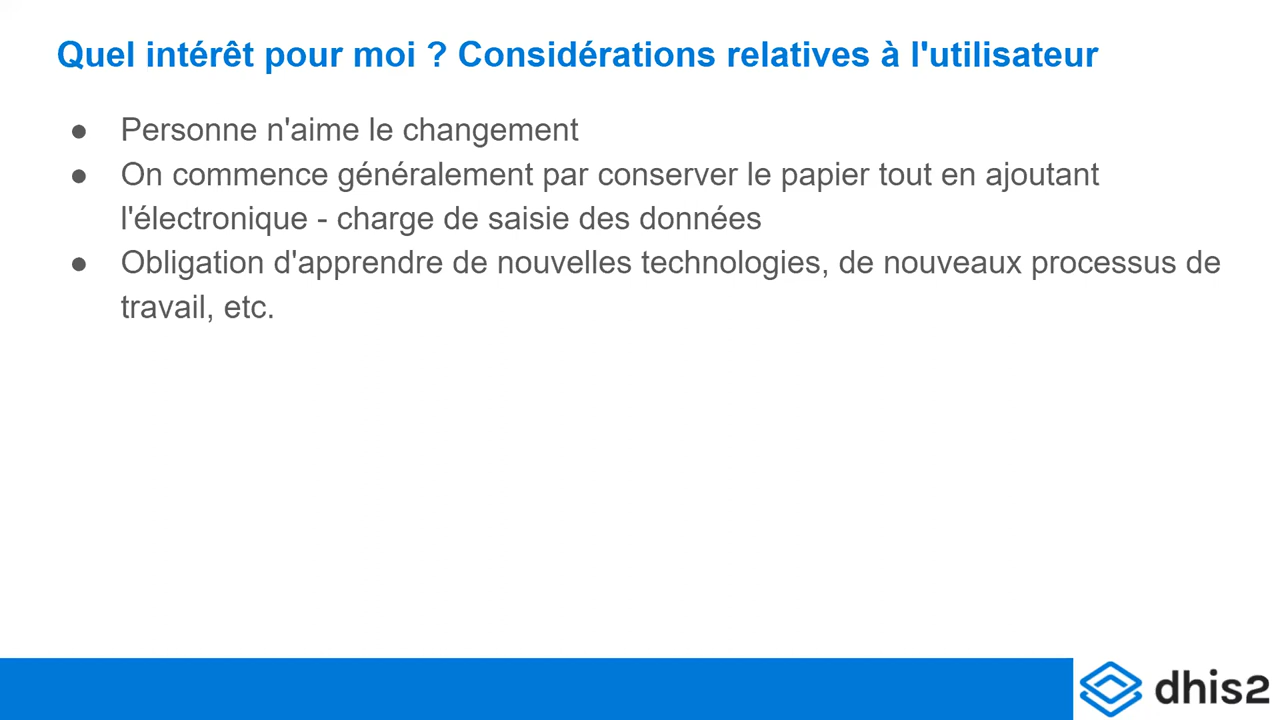 Quel intérêt pour moi ? Considérations relatives à l'utilisateur
● Personne n'aime le changement
● On commence généralement par conserver le papier tout en ajoutant
l'électronique - charge de saisie des données
● Obligation d'apprendre de nouvelles technologies, de nouveaux processus de
travail, etc.
dhis2